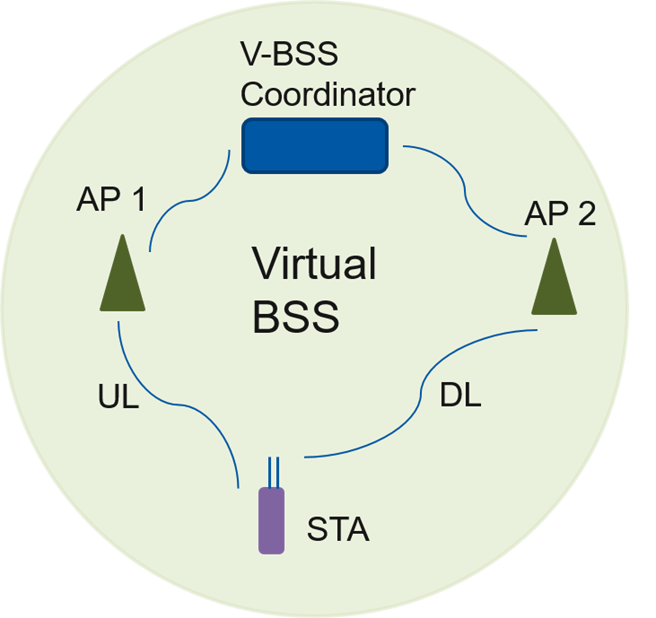 V-BSS
Coordinator
AP 1
AP 2
Virtual
BSS
UL
DL
STA